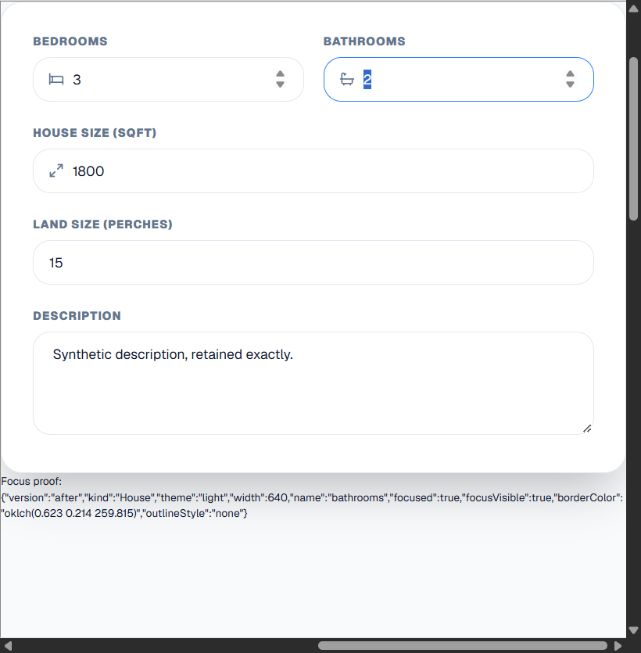 BEDROOMS BATHROOMS
3 2
HOUSE SIZE (SQFT)
1800
LAND SIZE (PERCHES)
15
DESCRIPTION
Synthetic description, retained exactly.
Focus proof:
{"version":"after","kind":"House","theme":"light","width":640,"name":"bathrooms","focused":true,"focusVisible":true,"borderColor":
"oklch(0.623 0.214 259.815)","outlineStyle":"none"}